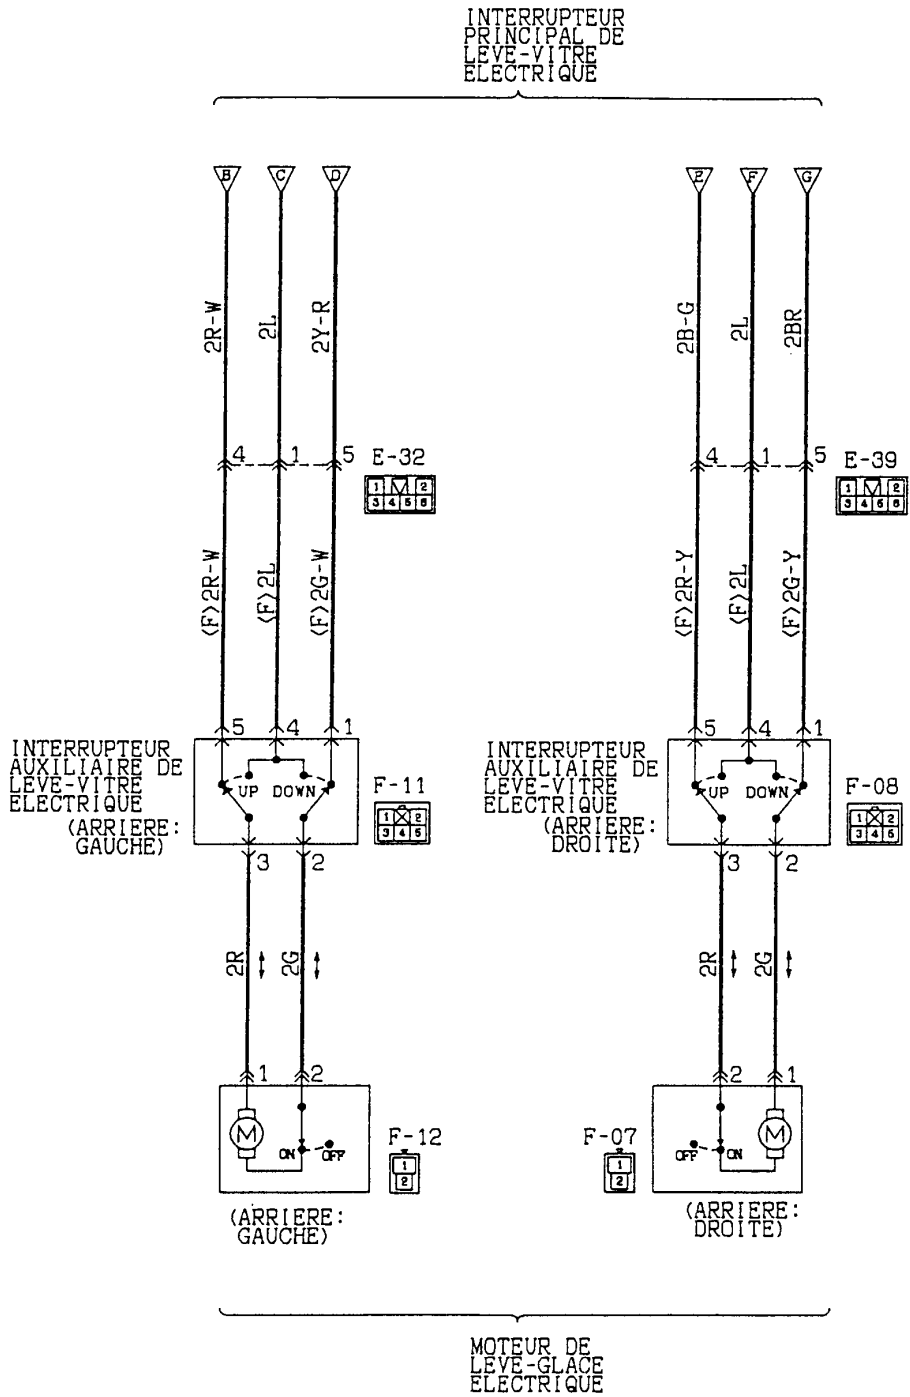 INTERRUPTEUR
PRINCIPAL DE
LEVE-VITRE
ELECTRIQUE
B C D
E F G
2R-W 2L 2Y-R
2B-G 2L 2BR
4 1 5 E-32
1 2
3 4 5 6
4 1 5 E-39
1 2
3 4 5 6
<F>2R-W <F>2L <F>2G-W
<F>2R-Y <F>2L <F>2G-Y
5 4 1
5 4 1
INTERRUPTEUR
AUXILIAIRE DE
LEVE-VITRE
ELECTRIQUE
(ARRIERE:
GAUCHE)
UP DOWN
F-11
1 2
3 4 5
INTERRUPTEUR
AUXILIAIRE DE
LEVE-VITRE
ELECTRIQUE
(ARRIERE:
DROITE)
UP DOWN
F-08
1 2
3 4 5
3 2
3 2
2R 2G
2R 2G
1 2
2 1
M ON OFF
F-12
1
2
F-07
1
2
OFF ON M
(ARRIERE:
GAUCHE)
(ARRIERE:
DROITE)
MOTEUR DE
LEVE-GLACE
ELECTRIQUE